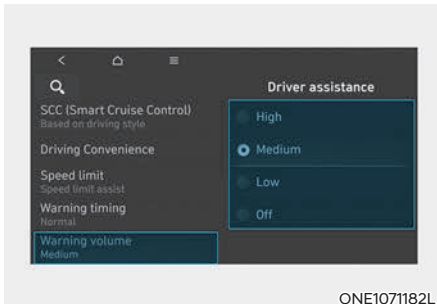 Driver assistance
SCC (Smart Cruise Control)
Based on driving style
Driving Convenience
Speed limit
Speed limit assist
Warning timing
Normal
Warning volume
Medium
High
Medium
Low
Off
ONE1071182L